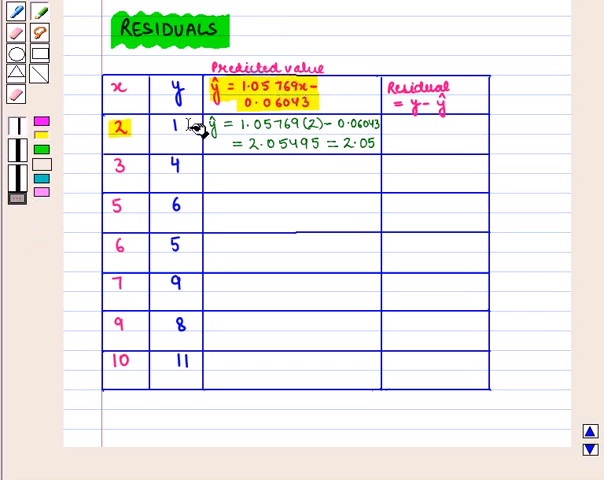 RESIDUALS
Predicted value
x y ŷ = 1.05769x - 0.06043 Residual = y - ŷ
2 1 ŷ = 1.05769(2) - 0.06043
= 2.05495 = 2.05
3 4
5 6
6 5
7 9
9 8
10 11